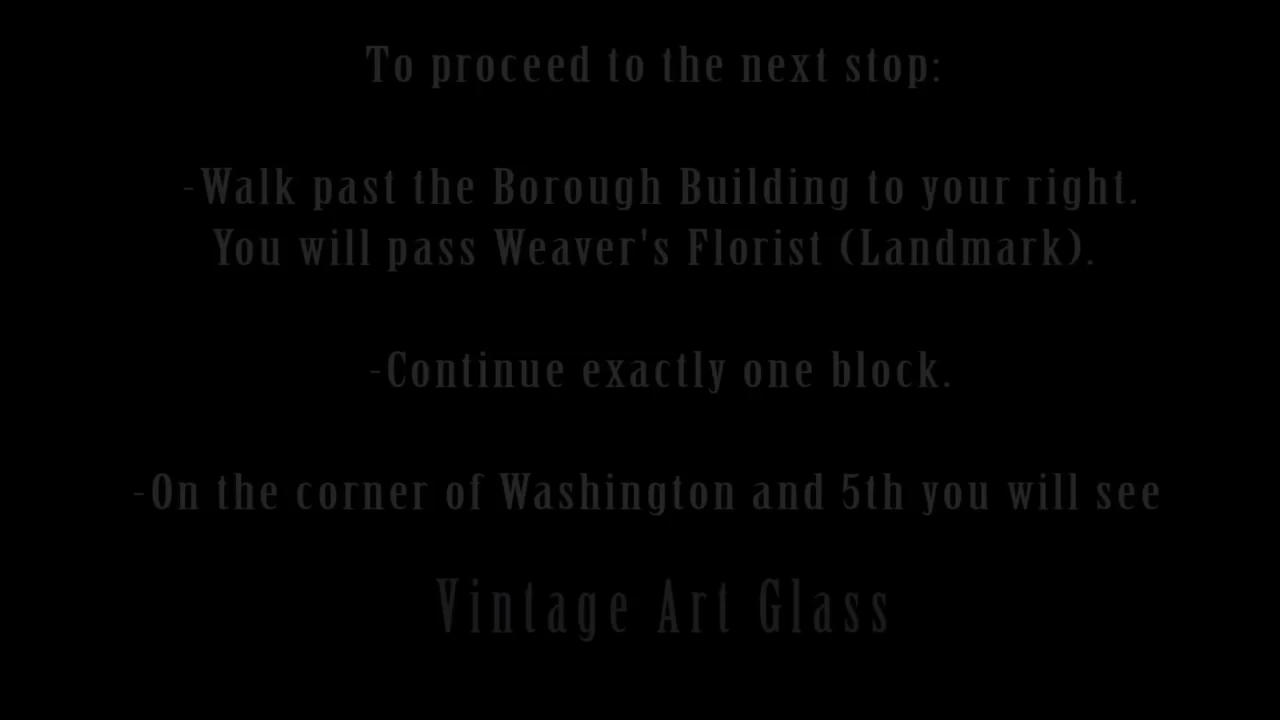 To proceed to the next stop:
-Walk past the Borough Building to your right.
You will pass Weaver's Florist (Landmark).
-Continue exactly one block.
-On the corner of Washington and 5th you will see
Vintage Art Glass